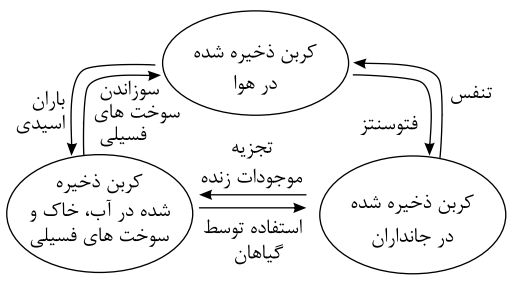 کربن ذخیره شده
در هوا
تنفس
فتوسنتز
سوزاندن
سوخت های
فسیلی
باران
اسیدی
تجزیه
موجودات زنده
استفاده توسط
گیاهان
کربن ذخیره شده
در جانداران
کربن ذخیره
شده در آب، خاک و
سوخت های فسیلی